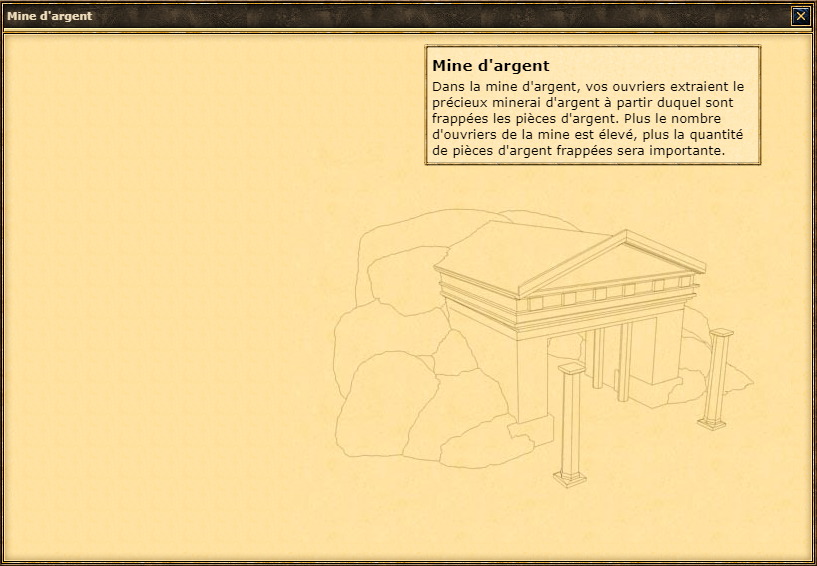 Mine d'argent
Mine d'argent
Dans la mine d'argent, vos ouvriers extraient le
précieux minerai d'argent à partir duquel sont
frappées les pièces d'argent. Plus le nombre
d'ouvriers de la mine est élevé, plus la quantité
de pièces d'argent frappées sera importante.